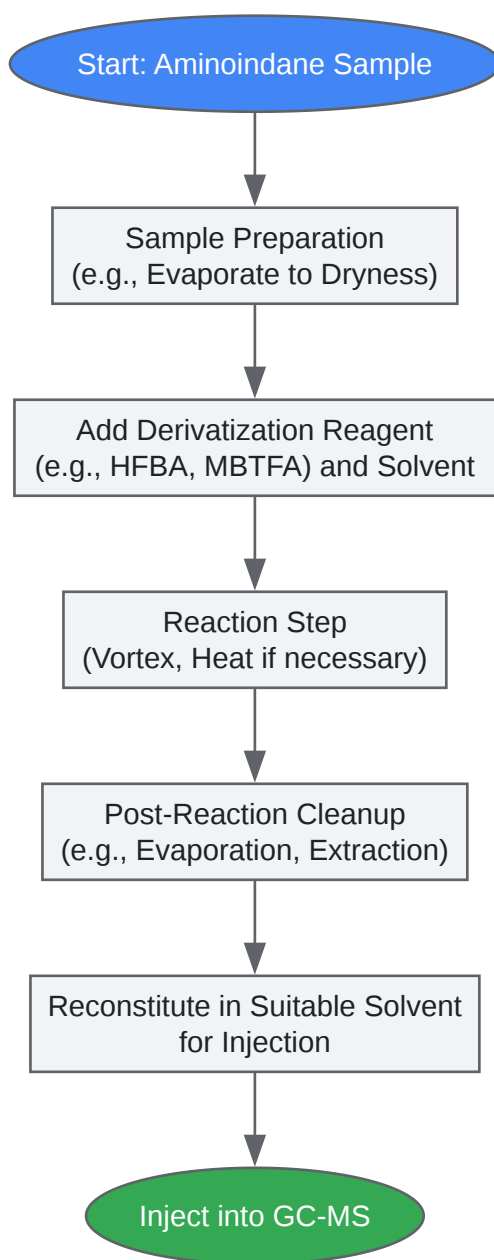 Start: Aminoindane Sample
Sample Preparation
(e.g., Evaporate to Dryness)
Add Derivatization Reagent
(e.g., HFBA, MBTFA) and Solvent
Reaction Step
(Vortex, Heat if necessary)
Post-Reaction Cleanup
(e.g., Evaporation, Extraction)
Reconstitute in Suitable Solvent
for Injection
Inject into GC-MS